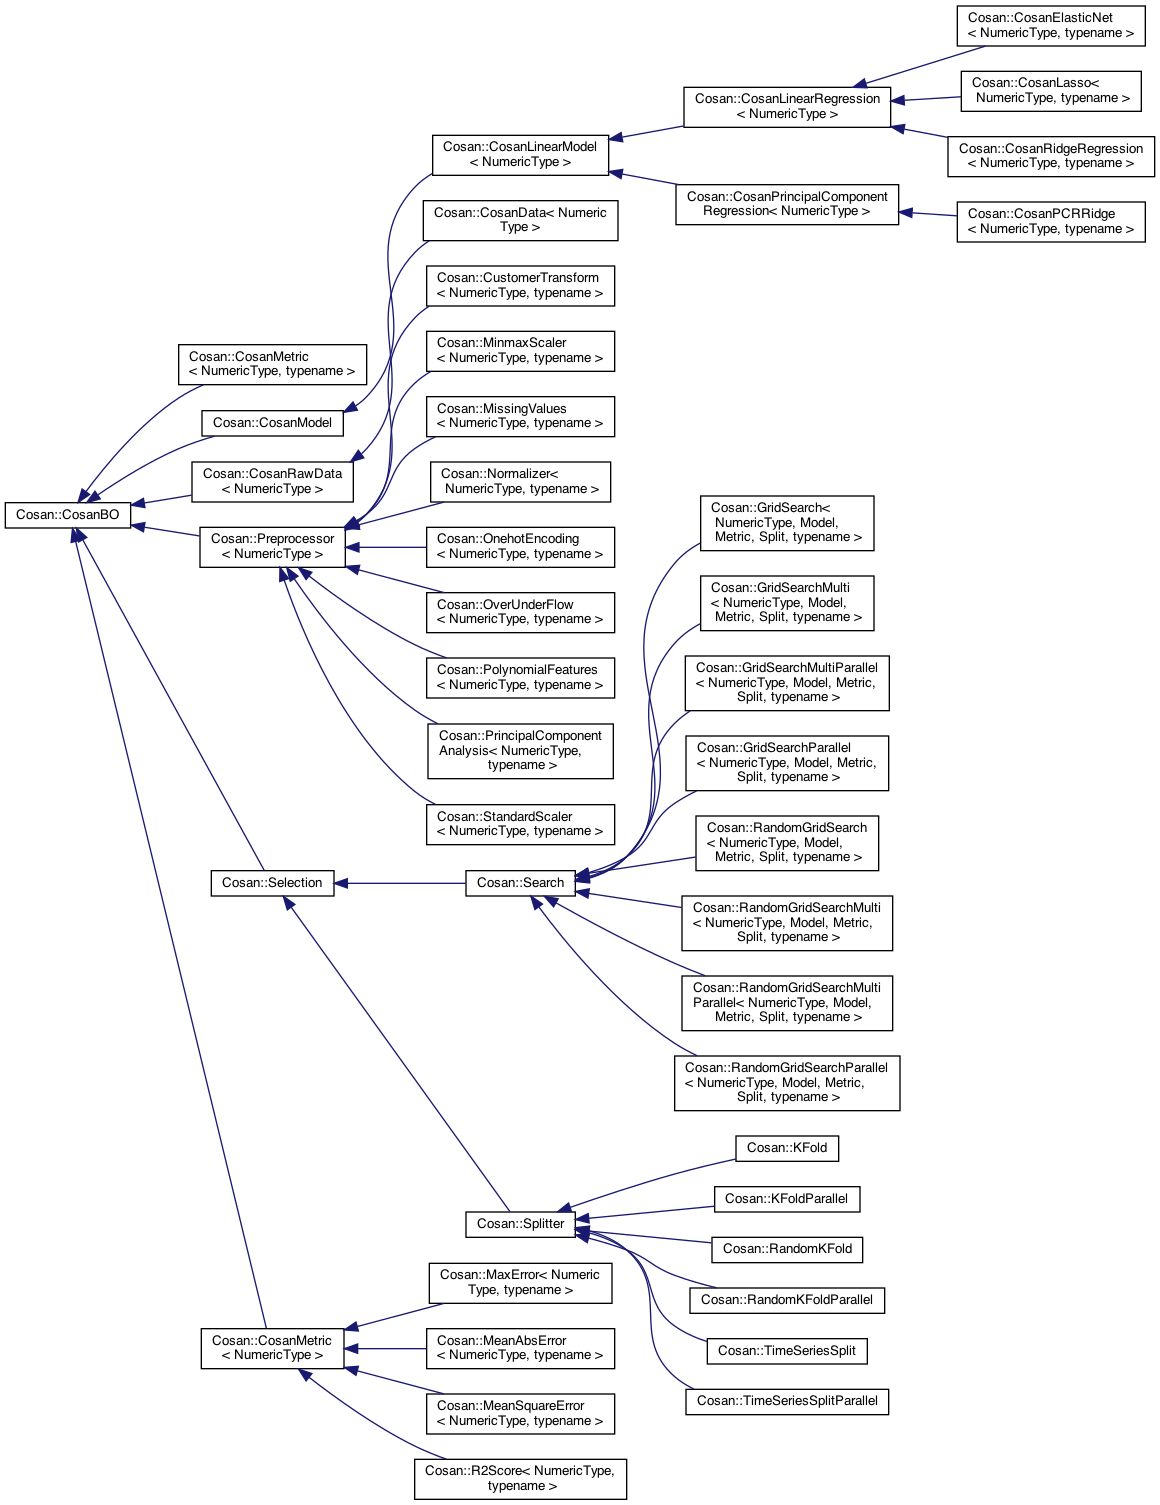 Cosan::CosanBO
Cosan::CosanMetric
< NumericType, typename >
Cosan::CosanModel
Cosan::CosanRawData
< NumericType >
Cosan::Preprocessor
< NumericType >
Cosan::Selection
Cosan::CosanMetric
< NumericType >
Cosan::CosanLinearModel
< NumericType >
Cosan::CosanData< Numeric
Type >
Cosan::CustomerTransform
< NumericType, typename >
Cosan::MinmaxScaler
< NumericType, typename >
Cosan::MissingValues
< NumericType, typename >
Cosan::Normalizer<
NumericType, typename >
Cosan::OnehotEncoding
< NumericType, typename >
Cosan::OverUnderFlow
< NumericType, typename >
Cosan::PolynomialFeatures
< NumericType, typename >
Cosan::PrincipalComponent
Analysis< NumericType,
typename >
Cosan::StandardScaler
< NumericType, typename >
Cosan::Search
Cosan::Splitter
Cosan::MaxError< Numeric
Type, typename >
Cosan::MeanAbsError
< NumericType, typename >
Cosan::MeanSquareError
< NumericType, typename >
Cosan::R2Score< NumericType,
typename >
Cosan::CosanLinearRegression
< NumericType >
Cosan::CosanPrincipalComponent
Regression< NumericType >
Cosan::GridSearch<
NumericType, Model,
Metric, Split, typename >
Cosan::GridSearchMulti
< NumericType, Model,
Metric, Split, typename >
Cosan::GridSearchMultiParallel
< NumericType, Model, Metric,
Split, typename >
Cosan::GridSearchParallel
< NumericType, Model, Metric,
Split, typename >
Cosan::RandomGridSearch
< NumericType, Model,
Metric, Split, typename >
Cosan::RandomGridSearchMulti
< NumericType, Model, Metric,
Split, typename >
Cosan::RandomGridSearchMulti
Parallel< NumericType, Model,
Metric, Split, typename >
Cosan::RandomGridSearchParallel
< NumericType, Model, Metric,
Split, typename >
Cosan::KFold
Cosan::KFoldParallel
Cosan::RandomKFold
Cosan::RandomKFoldParallel
Cosan::TimeSeriesSplit
Cosan::TimeSeriesSplitParallel
Cosan::CosanElasticNet
< NumericType, typename >
Cosan::CosanLasso<
NumericType, typename >
Cosan::CosanRidgeRegression
< NumericType, typename >
Cosan::CosanPCRRidge
< NumericType, typename >